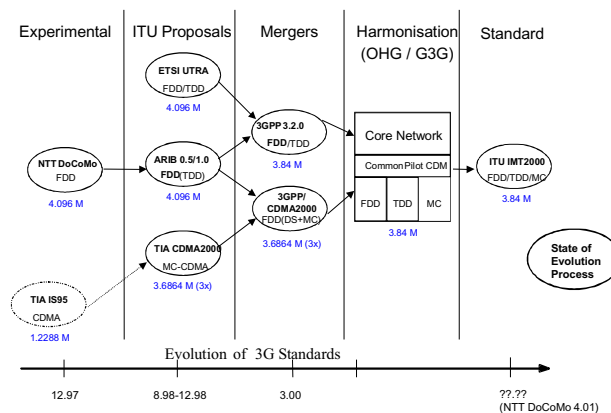 Experimental
ITU Proposals
Mergers
Harmonisation
(OHG / G3G)
Standard
ETSI UTRA
FDD/TDD
4.096 M
NTT DoCoMo
FDD
4.096 M
ARIB 0.5/1.0
FDD(TDD)
4.096 M
3GPP 3.2.0
FDD/TDD
3.84 M
3GPP/
CDMA2000
FDD(DS+MC)
3.6864 M (3x)
TIA CDMA2000
MC-CDMA
3.6864 M (3x)
TIA IS95
CDMA
1.2288 M
Core Network
Common Pilot CDM
FDD TDD MC
3.84 M
ITU IMT2000
FDD/TDD/MC
3.84 M
State of
Evolution
Process
Evolution of 3G Standards
12.97
8.98-12.98
3.00
??.??
(NTT DoCoMo 4.01)